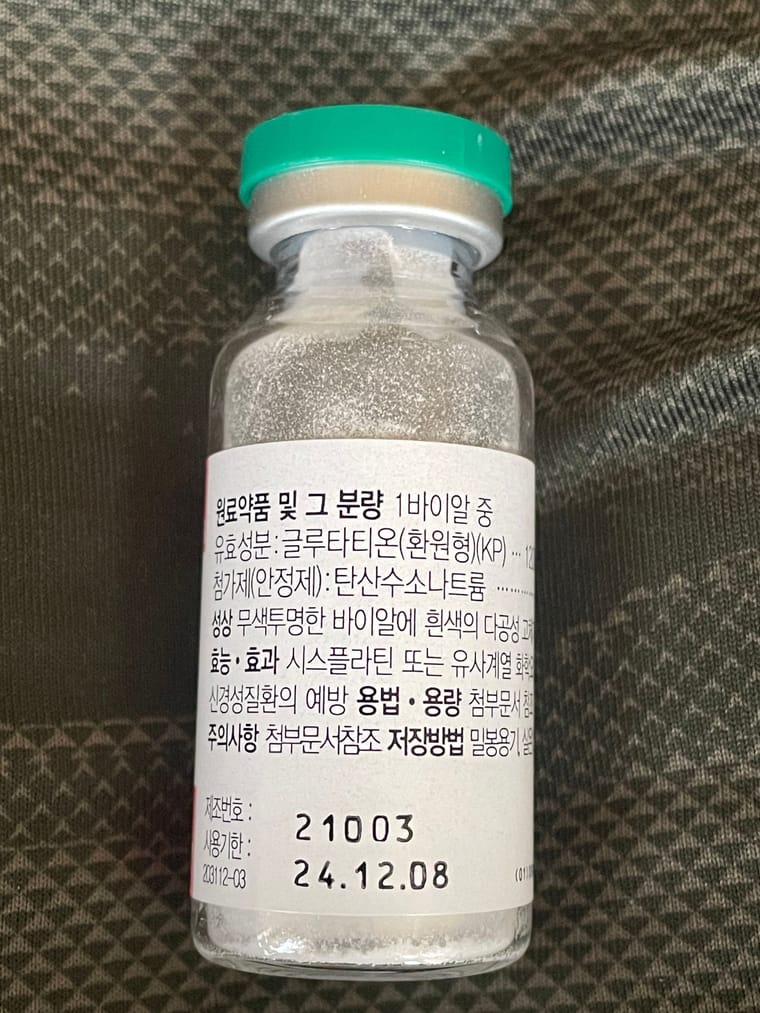 원료약품 및 그 분량 1바이알 중
유효성분:글루타티온(환원형)(KP) ···
첨가제(안정제):탄산수소나트륨 ············
성상 무색투명한 바이알에 흰색의 다공성
효능·효과 시스플라틴 또는 유사계열
신경성질환의 예방 용법·용량 첨부문서
주의사항 첨부문서참조 저장방법 밀봉용기,
제조번호 : 21003
사용기한 : 24.12.08
203112-03